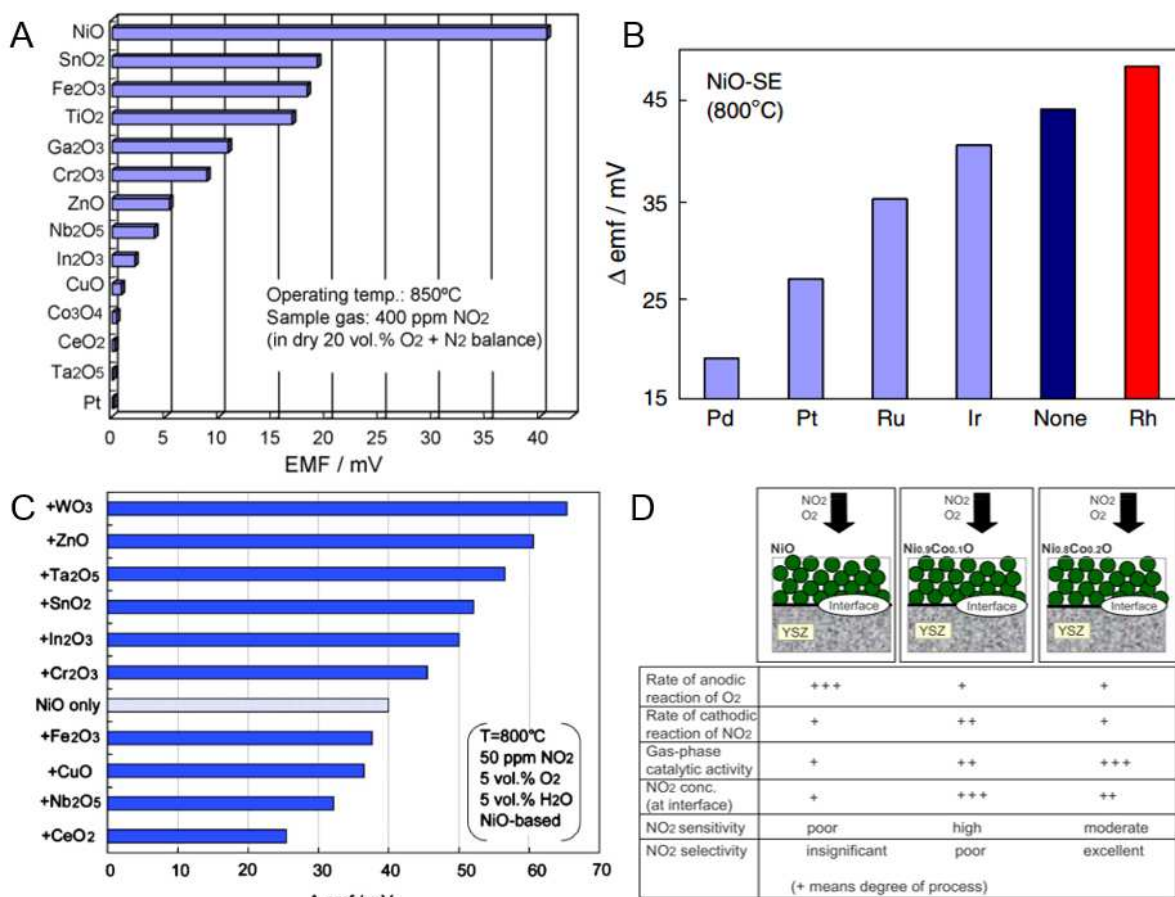 A
NiO
SnO2
Fe2O3
TiO2
Ga2O3
Cr2O3
ZnO
Nb2O5
In2O3
CuO
Co3O4
CeO2
Ta2O5
Pt
Operating temp.: 850ºC
Sample gas: 400 ppm NO2
(in dry 20 vol.% O2 + N2 balance)
0 5 10 15 20 25 30 35 40
EMF / mV
B
NiO-SE
(800°C)
Δ emf / mV
45
35
25
15
Pd Pt Ru Ir None Rh
C
+WO3
+ZnO
+Ta2O5
+SnO2
+In2O3
+Cr2O3
NiO only
+Fe2O3
+CuO
+Nb2O5
+CeO2
T=800°C
50 ppm NO2
5 vol.% O2
5 vol.% H2O
NiO-based
0 10 20 30 40 50 60 70
D
NO2 NO2 NO2
O2 O2 O2
NiO Ni0.9Co0.1O Ni0.8Co0.2O
Interface Interface Interface
YSZ YSZ YSZ
Rate of anodic
reaction of O2 +++ + +
Rate of cathodic
reaction of NO2 + ++ +
Gas-phase
catalytic activity + ++ +++
NO2 conc.
(at interface) + +++ ++
NO2 sensitivity poor high moderate
NO2 selectivity insignificant poor excellent
(+ means degree of process)